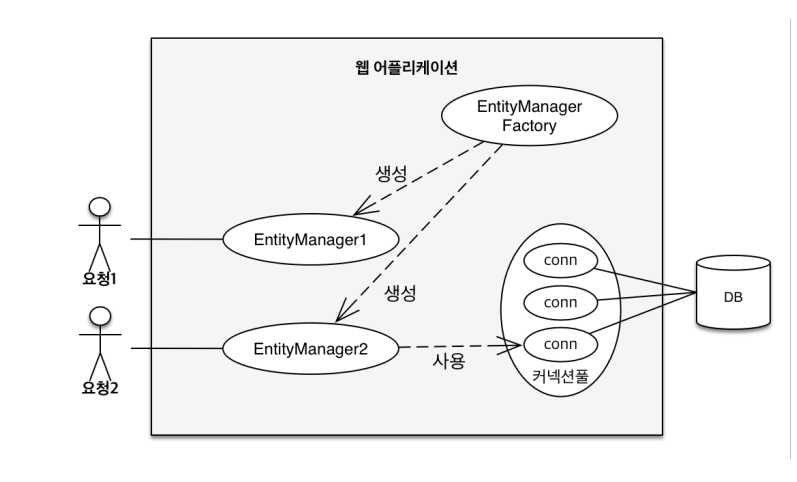 웹 어플리케이션
EntityManager
Factory
생성
요청1
EntityManager1
생성
conn
conn
conn
커넥션풀
DB
요청2
EntityManager2
사용